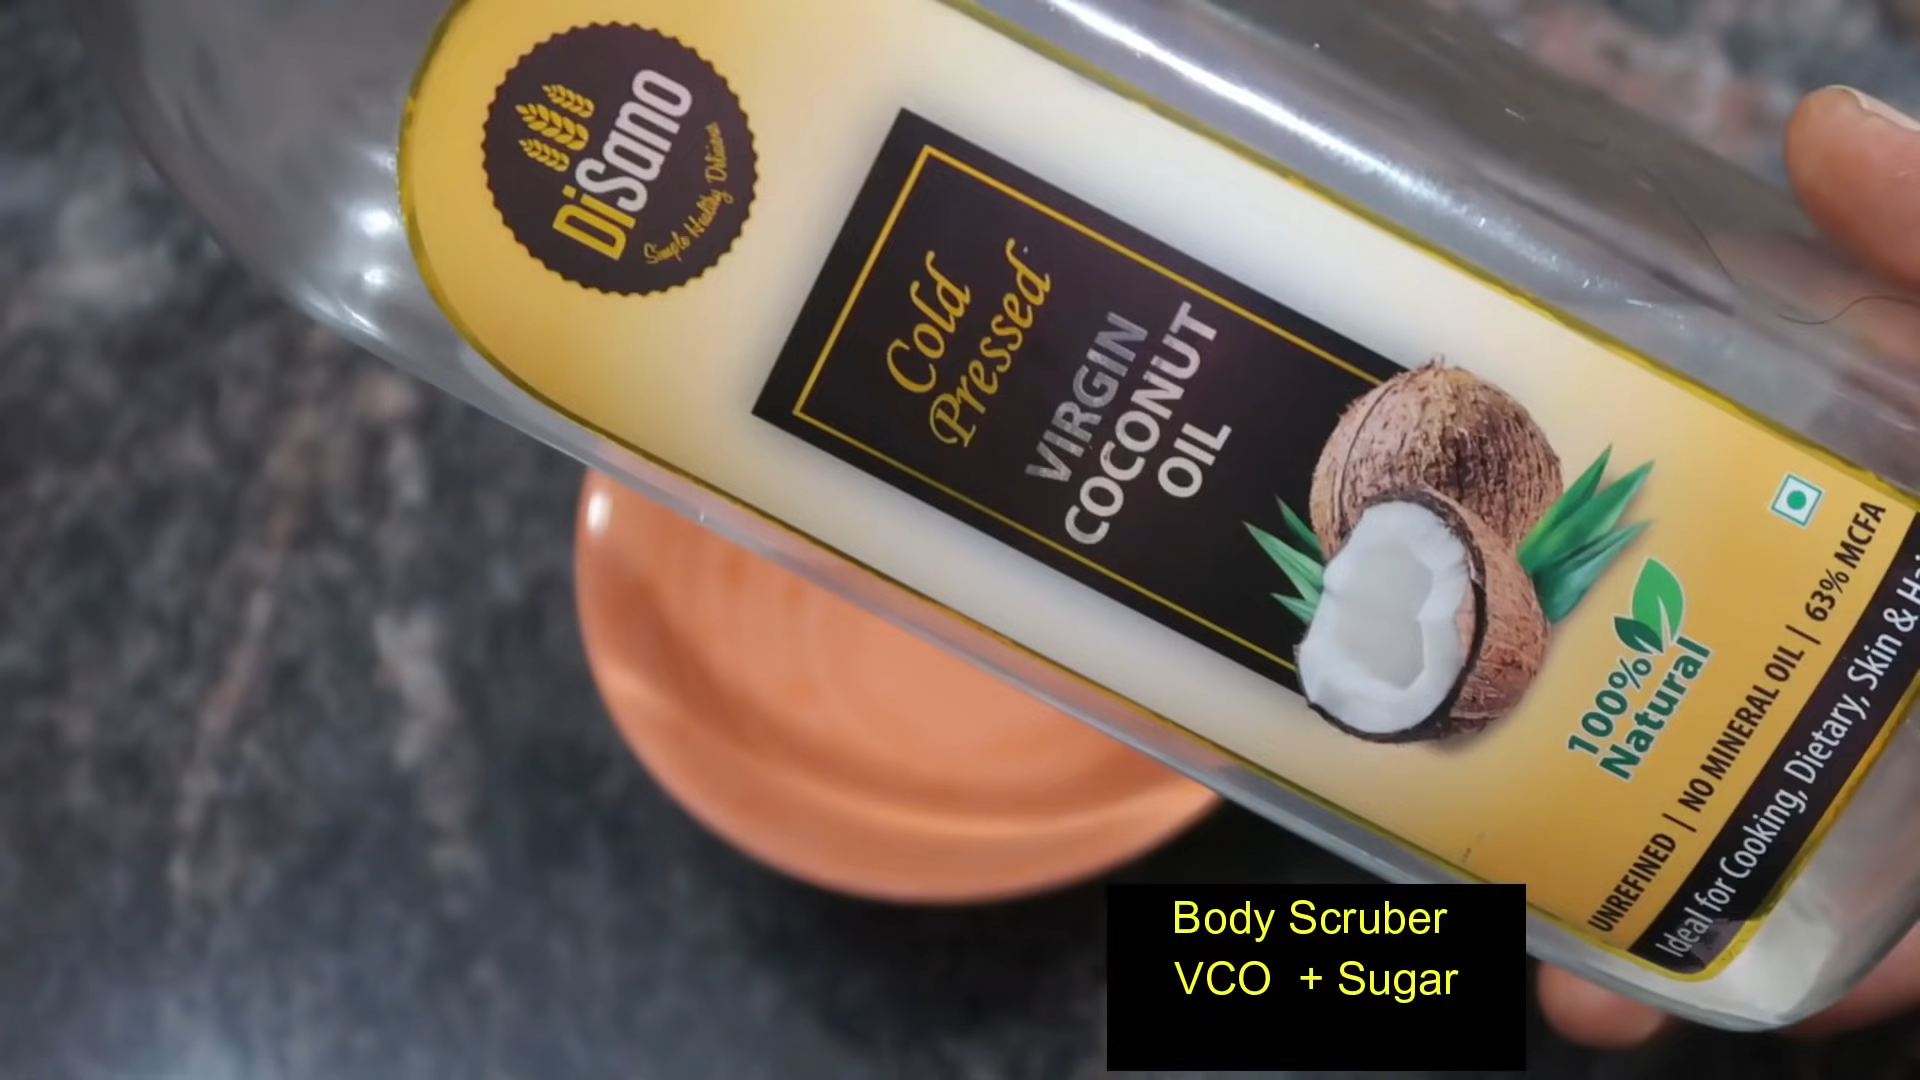 DiSano
Simple Healthy Delicious
Cold
Pressed
VIRGIN
COCONUT
OIL
100%
Natural
UNREFINED | NO MINERAL OIL | 63% MCFA
Ideal for Cooking, Dietary, Skin &
Body Scruber
VCO + Sugar